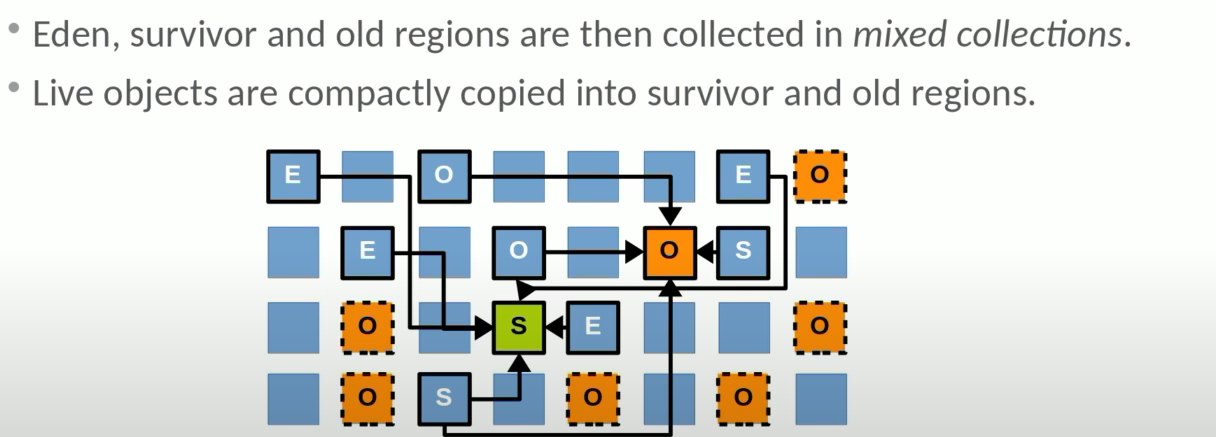 • Eden, survivor and old regions are then collected in mixed collections.
• Live objects are compactly copied into survivor and old regions.
E O E O
E O O S
O S E O
O S O O